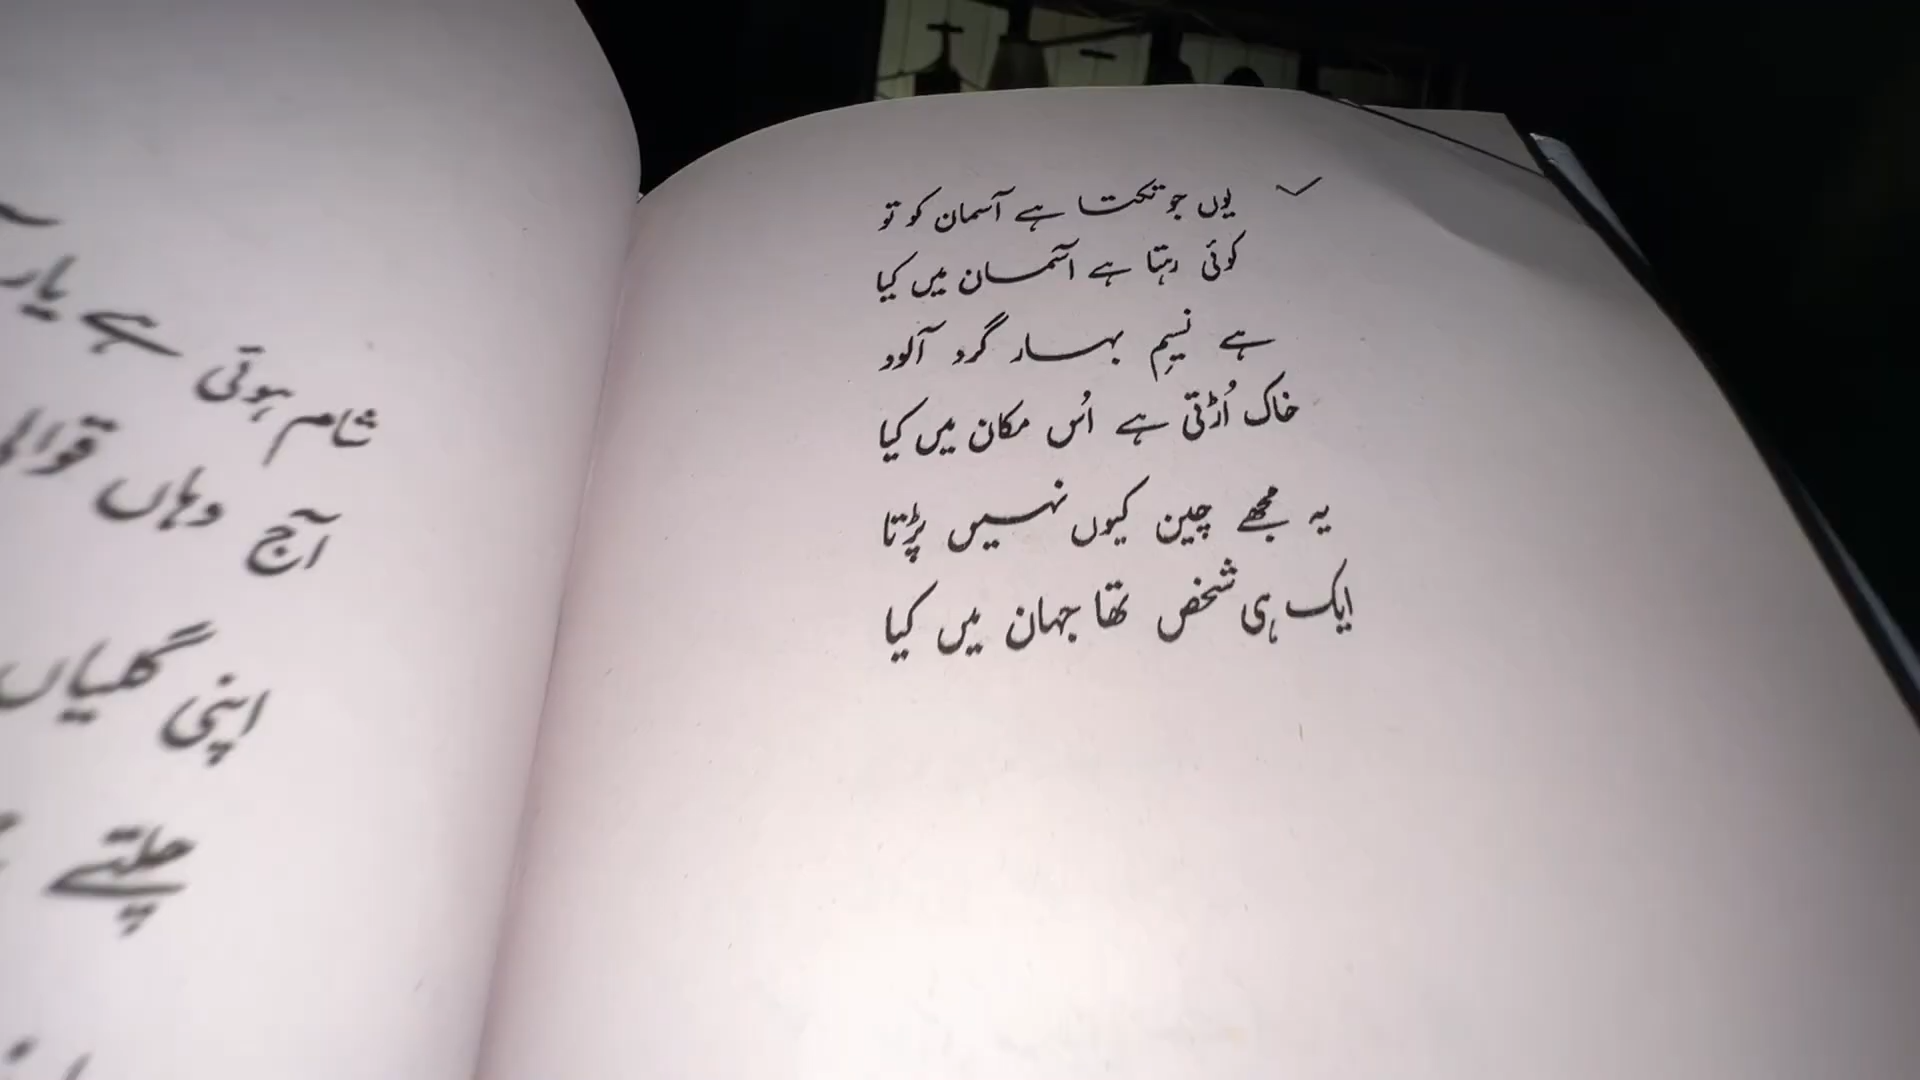 یوں جو تکتا ہے آسمان کو تو
کوئی رہتا ہے آسمان میں کیا
ہے نسیمِ بہار گرد آلود
خاک اُڑتی ہے اُس مکان میں کیا
یہ مجھے چین کیوں نہیں پڑتا
ایک ہی شخص تھا جہان میں کیا
شام ہوتی ہے یار
آج وہاں
اپنی گلیاں
چلتے